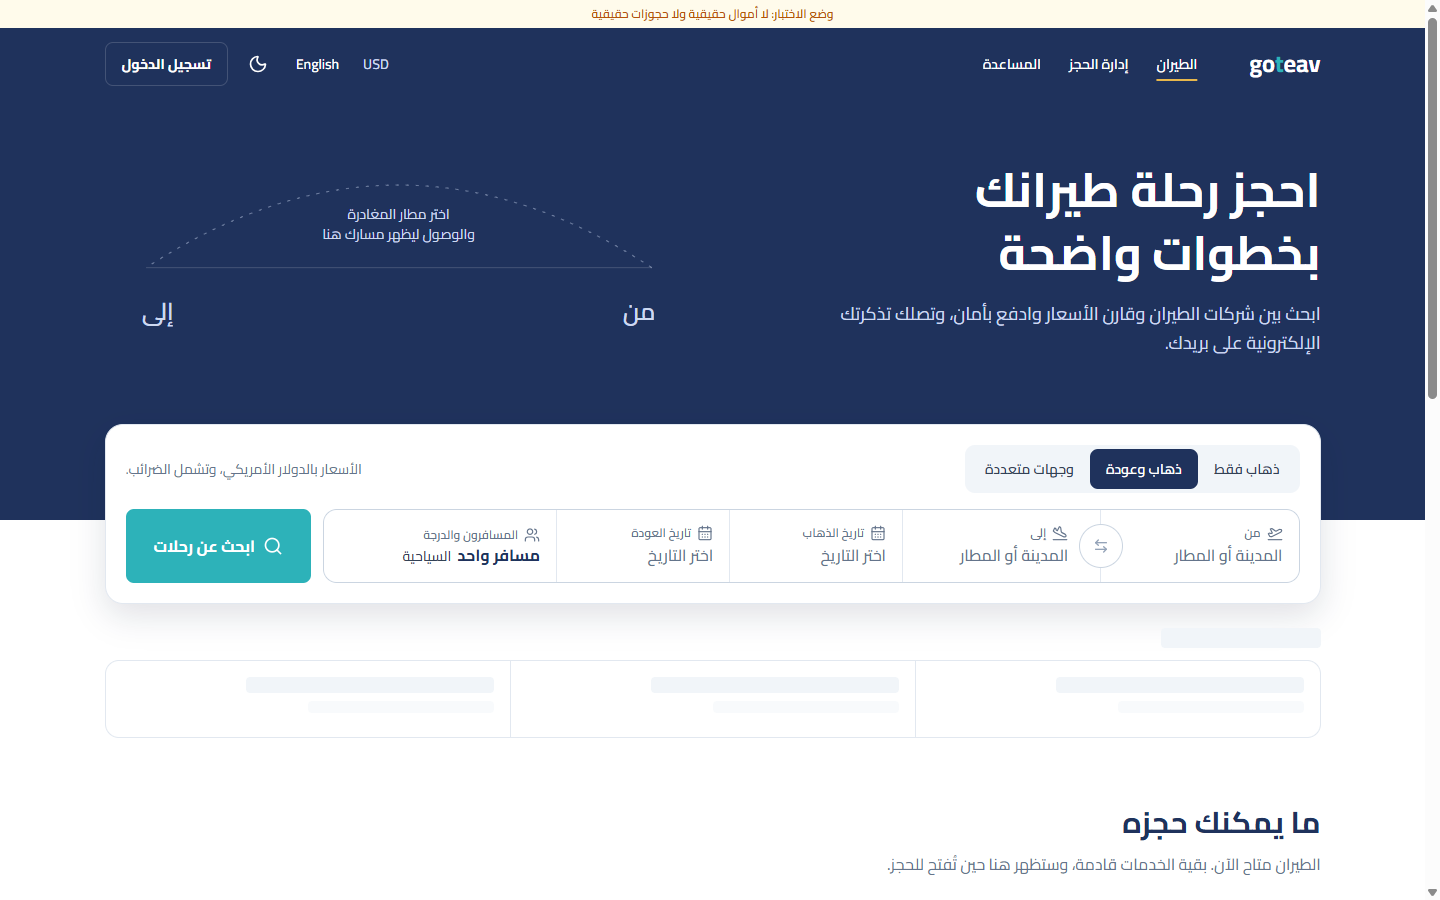 وضع الاختبار: لا أموال حقيقية ولا حجوزات حقيقية
goteav
الطيران
إدارة الحجز
المساعدة
USD
English
تسجيل الدخول
احجز رحلة طيرانك
بخطوات واضحة
ابحث بين شركات الطيران وقارن الأسعار وادفع بأمان، وتصلك تذكرتك
الإلكترونية على بريدك.
اختر مطار المغادرة
والوصول ليظهر مسارك هنا
من
إلى
ذهاب فقط
ذهاب وعودة
وجهات متعددة
الأسعار بالدولار الأمريكي، وتشمل الضرائب.
من
المدينة أو المطار
إلى
المدينة أو المطار
تاريخ الذهاب
اختر التاريخ
تاريخ العودة
اختر التاريخ
المسافرون والدرجة
مسافر واحد السياحية
ابحث عن رحلات
ما يمكنك حجزه
الطيران متاح الآن. بقية الخدمات قادمة، وستظهر هنا حين تُفتح للحجز.